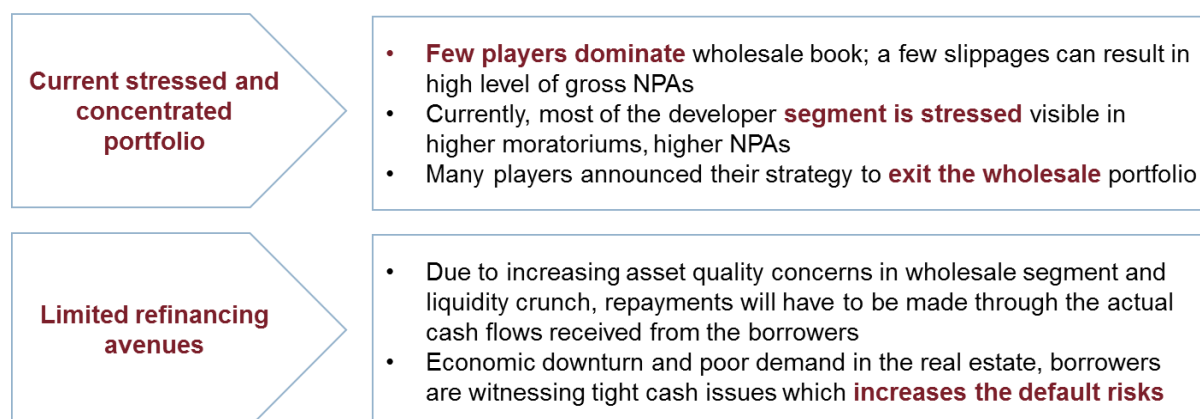 Current stressed and
concentrated
portfolio
• Few players dominate wholesale book; a few slippages can result in
high level of gross NPAs
• Currently, most of the developer segment is stressed visible in
higher moratoriums, higher NPAs
• Many players announced their strategy to exit the wholesale portfolio
Limited refinancing
avenues
• Due to increasing asset quality concerns in wholesale segment and
liquidity crunch, repayments will have to be made through the actual
cash flows received from the borrowers
• Economic downturn and poor demand in the real estate, borrowers
are witnessing tight cash issues which increases the default risks